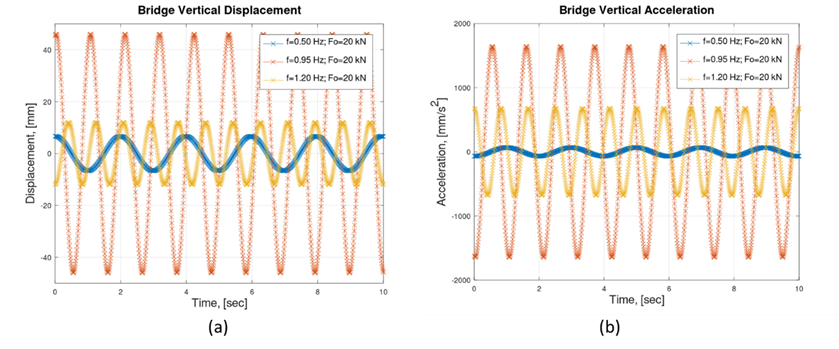 Bridge Vertical Displacement
40
20
0
-20
-40
Displacement, [mm]
f=0.50 Hz; Fo=20 kN
f=0.95 Hz; Fo=20 kN
f=1.20 Hz; Fo=20 kN
0 2 4 6 8 10
Time, [sec]
(a)
Bridge Vertical Acceleration
2000
1000
0
-1000
-2000
Acceleration, [mm/s²]
f=0.50 Hz; Fo=20 kN
f=0.95 Hz; Fo=20 kN
f=1.20 Hz; Fo=20 kN
0 2 4 6 8 10
Time, [sec]
(b)